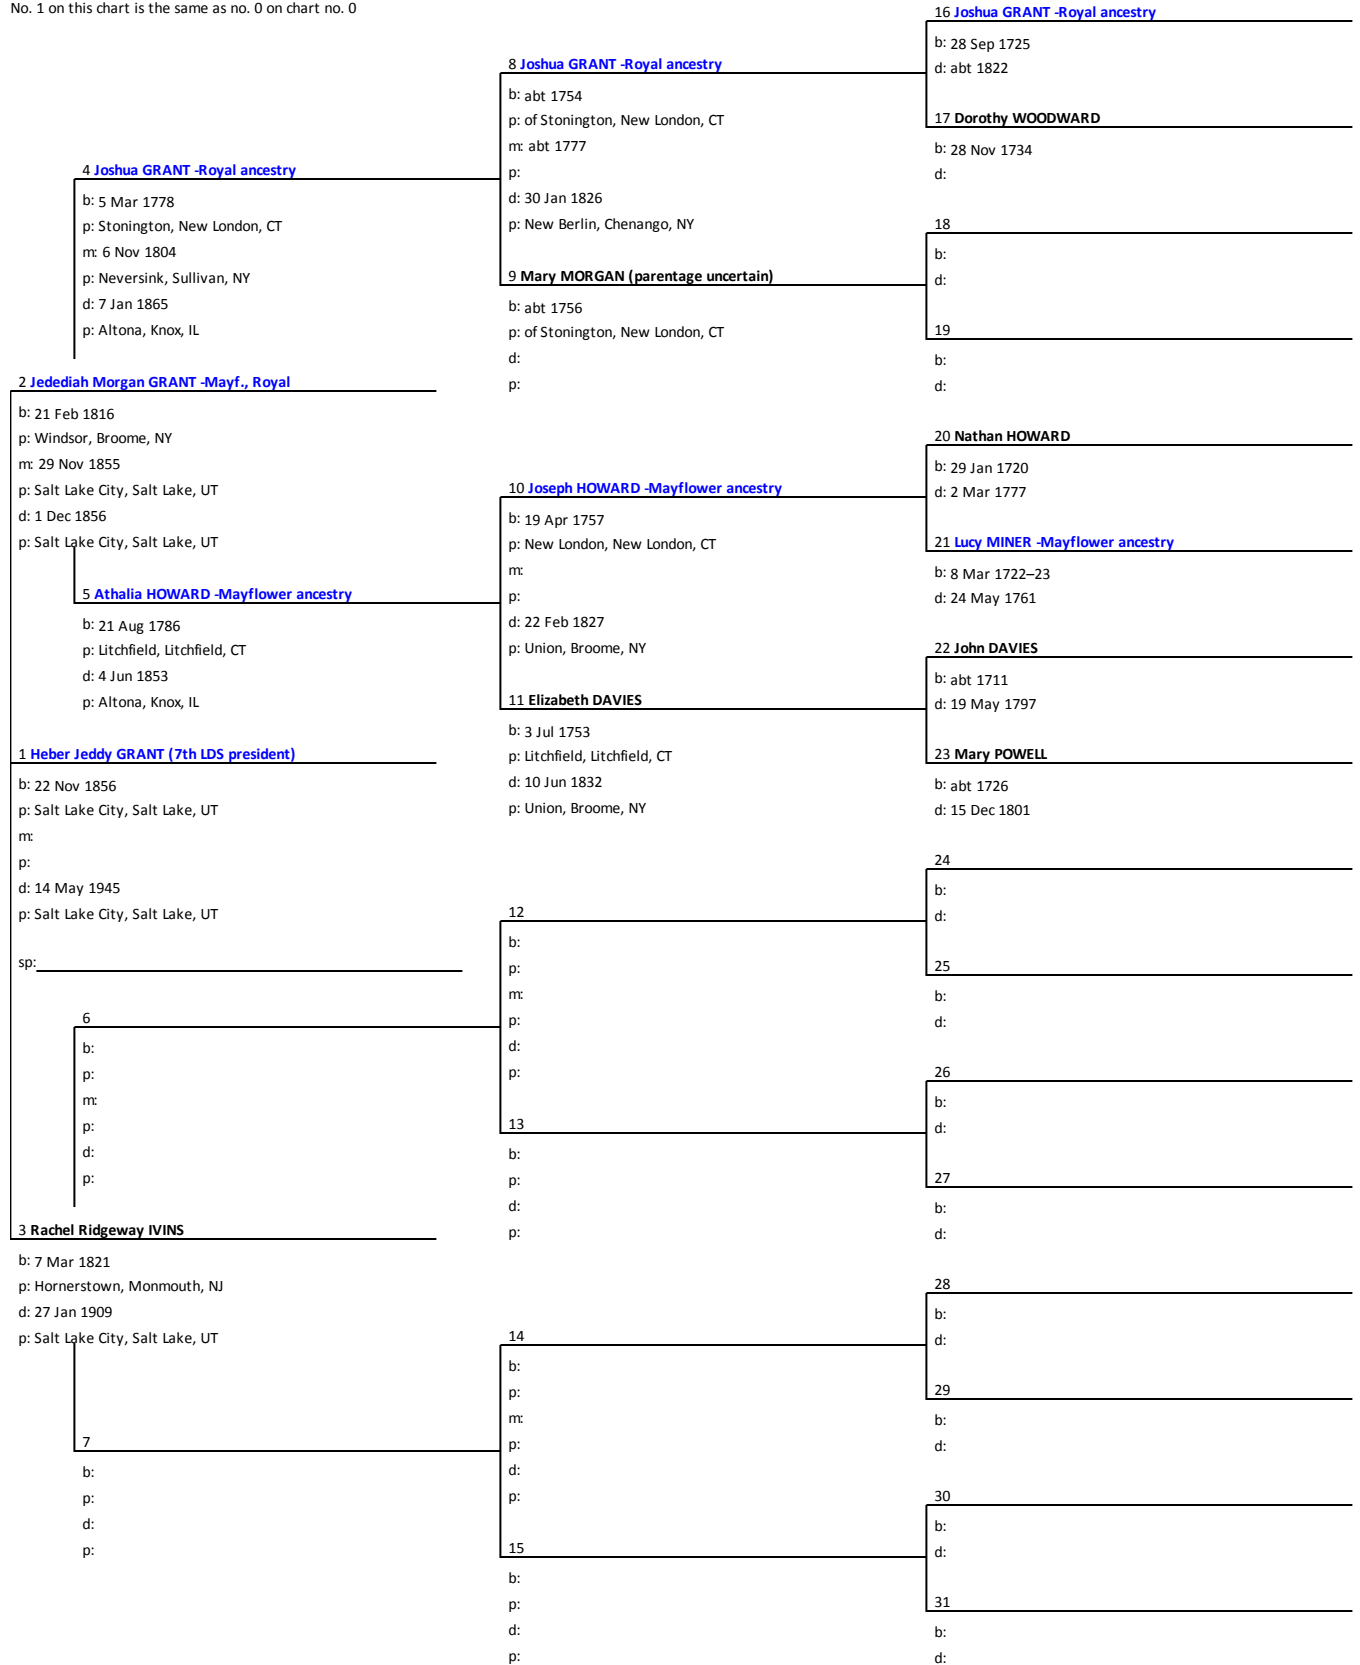 No. 1 on this chart is the same as no. 0 on chart no. 0
16 Joshua GRANT -Royal ancestry
b: 28 Sep 1725
d: abt 1822
8 Joshua GRANT -Royal ancestry
b: abt 1754
p: of Stonington, New London, CT
m: abt 1777
p:
d: 30 Jan 1826
p: New Berlin, Chenango, NY
17 Dorothy WOODWARD
b: 28 Nov 1734
d:
4 Joshua GRANT -Royal ancestry
b: 5 Mar 1778
p: Stonington, New London, CT
m: 6 Nov 1804
p: Neversink, Sullivan, NY
d: 7 Jan 1865
p: Altona, Knox, IL
18
b:
d:
9 Mary MORGAN (parentage uncertain)
b: abt 1756
p: of Stonington, New London, CT
d:
p:
19
b:
d:
2 Jedediah Morgan GRANT -Mayf., Royal
b: 21 Feb 1816
p: Windsor, Broome, NY
m: 29 Nov 1855
p: Salt Lake City, Salt Lake, UT
d: 1 Dec 1856
p: Salt Lake City, Salt Lake, UT
20 Nathan HOWARD
b: 29 Jan 1720
d: 2 Mar 1777
10 Joseph HOWARD -Mayflower ancestry
b: 19 Apr 1757
p: New London, New London, CT
m:
p:
d: 22 Feb 1827
p: Union, Broome, NY
21 Lucy MINER -Mayflower ancestry
b: 8 Mar 1722–23
d: 24 May 1761
5 Athalia HOWARD -Mayflower ancestry
b: 21 Aug 1786
p: Litchfield, Litchfield, CT
d: 4 Jun 1853
p: Altona, Knox, IL
22 John DAVIES
b: abt 1711
d: 19 May 1797
11 Elizabeth DAVIES
b: 3 Jul 1753
p: Litchfield, Litchfield, CT
d: 10 Jun 1832
p: Union, Broome, NY
23 Mary POWELL
b: abt 1726
d: 15 Dec 1801
1 Heber Jeddy GRANT (7th LDS president)
b: 22 Nov 1856
p: Salt Lake City, Salt Lake, UT
m:
p:
d: 14 May 1945
p: Salt Lake City, Salt Lake, UT
sp:
24
b:
d:
12
b:
p:
m:
p:
d:
p:
25
b:
d:
6
b:
p:
m:
p:
d:
p:
26
b:
d:
13
b:
p:
d:
p:
27
b:
d:
3 Rachel Ridgeway IVINS
b: 7 Mar 1821
p: Hornerstown, Monmouth, NJ
d: 27 Jan 1909
p: Salt Lake City, Salt Lake, UT
28
b:
d:
14
b:
p:
m:
p:
d:
p:
29
b:
d:
7
b:
p:
d:
p:
30
b:
d:
15
b:
p:
d:
p:
31
b:
d: